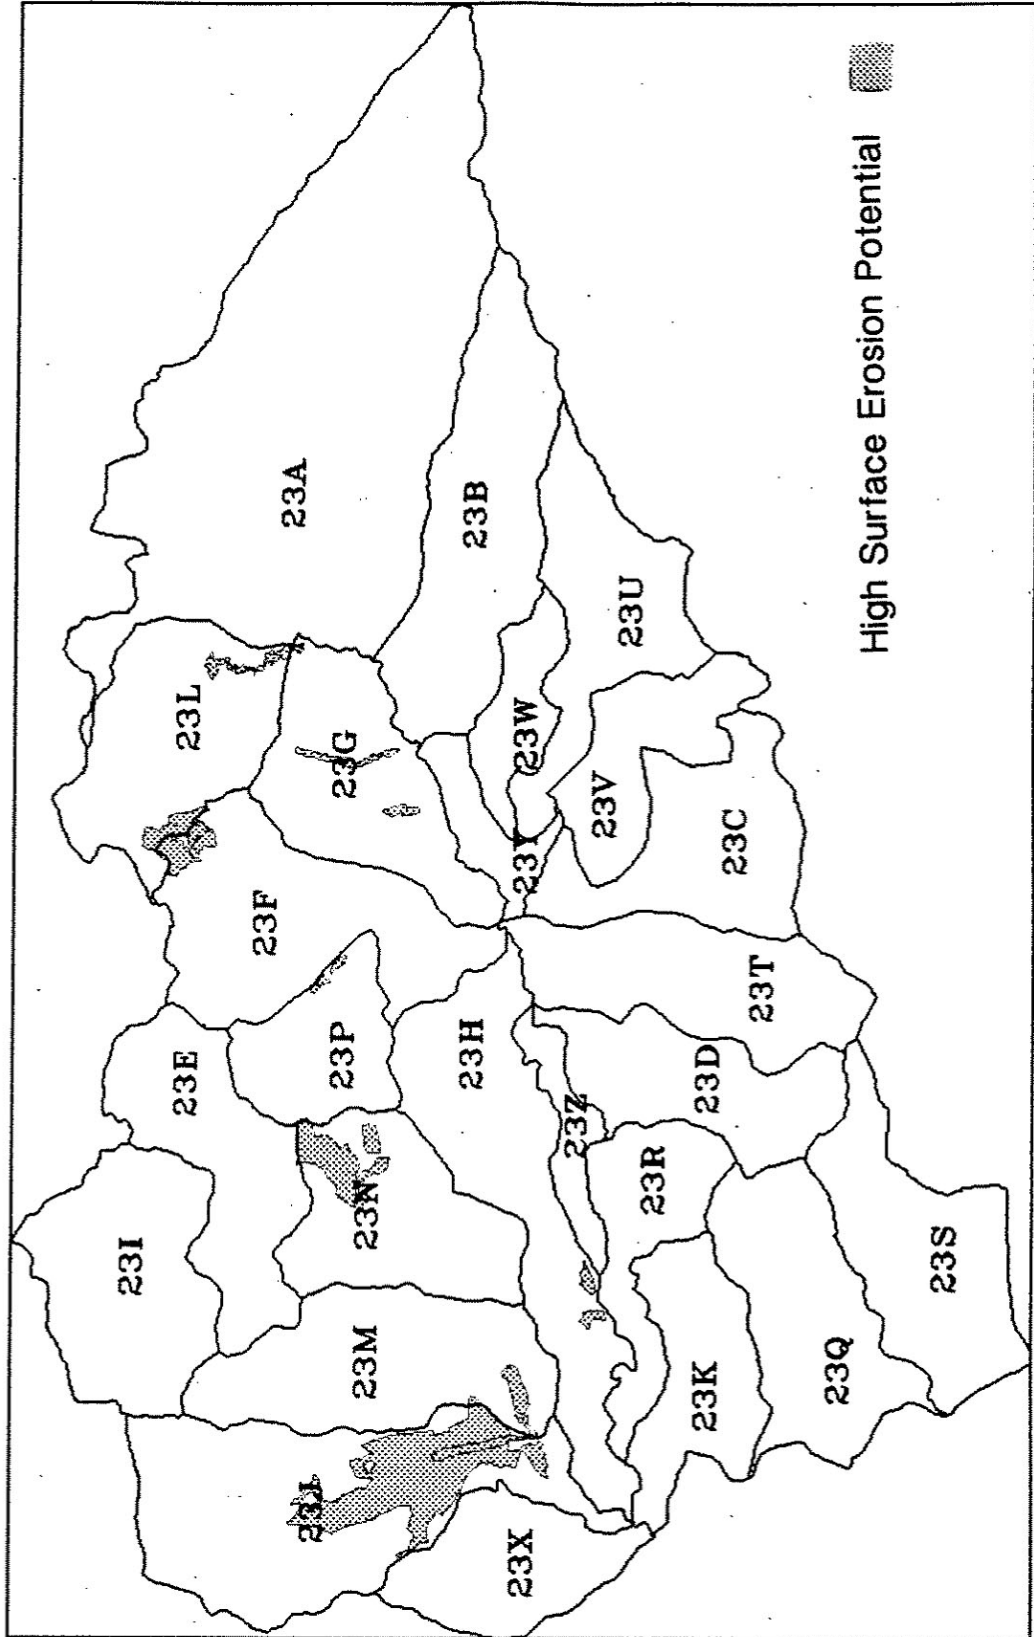 23I
23E
23L
23A
23J
23M
23N
23P
23F
23G
23X
23H
23Y
23W
23B
23Z
23R
23D
23T
23V
23U
23K
23Q
23C
23S
High Surface Erosion Potential